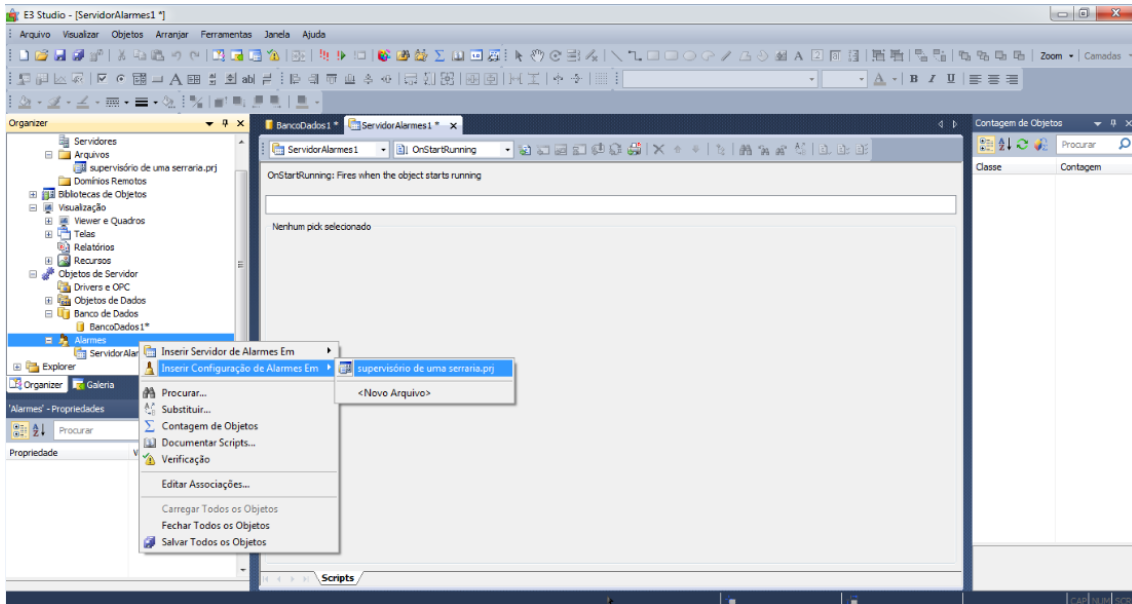 E3 Studio - [ServidorAlarmes1 *]
Arquivo Visualizar Objetos Arranjar Ferramentas Janela Ajuda
Zoom Camadas
A B I U
Organizer
Servidores
Arquivos
supervisório de uma serraria.prj
Domínios Remotos
Bibliotecas de Objetos
Visualização
Viewer e Quadros
Telas
Relatórios
Recursos
Objetos de Servidor
Drivers e OPC
Objetos de Dados
Banco de Dados
BancoDados1*
Alarmes
ServidorAlar
Explorer
Organizer Galeria
'Alarmes' - Propriedades
Procurar
Propriedade V
Inserir Servidor de Alarmes Em
Inserir Configuração de Alarmes Em
Procurar...
Substituir...
Contagem de Objetos
Documentar Scripts...
Verificação
Editar Associações...
Carregar Todos os Objetos
Fechar Todos os Objetos
Salvar Todos os Objetos
supervisório de uma serraria.prj
<Novo Arquivo>
BancoDados1 * ServidorAlarmes1 * x
ServidorAlarmes1 OnStartRunning
OnStartRunning: Fires when the object starts running
Nenhum pick selecionado
Scripts
Contagem de Objetos
Procurar
Classe Contagem
CAP NUM SCR